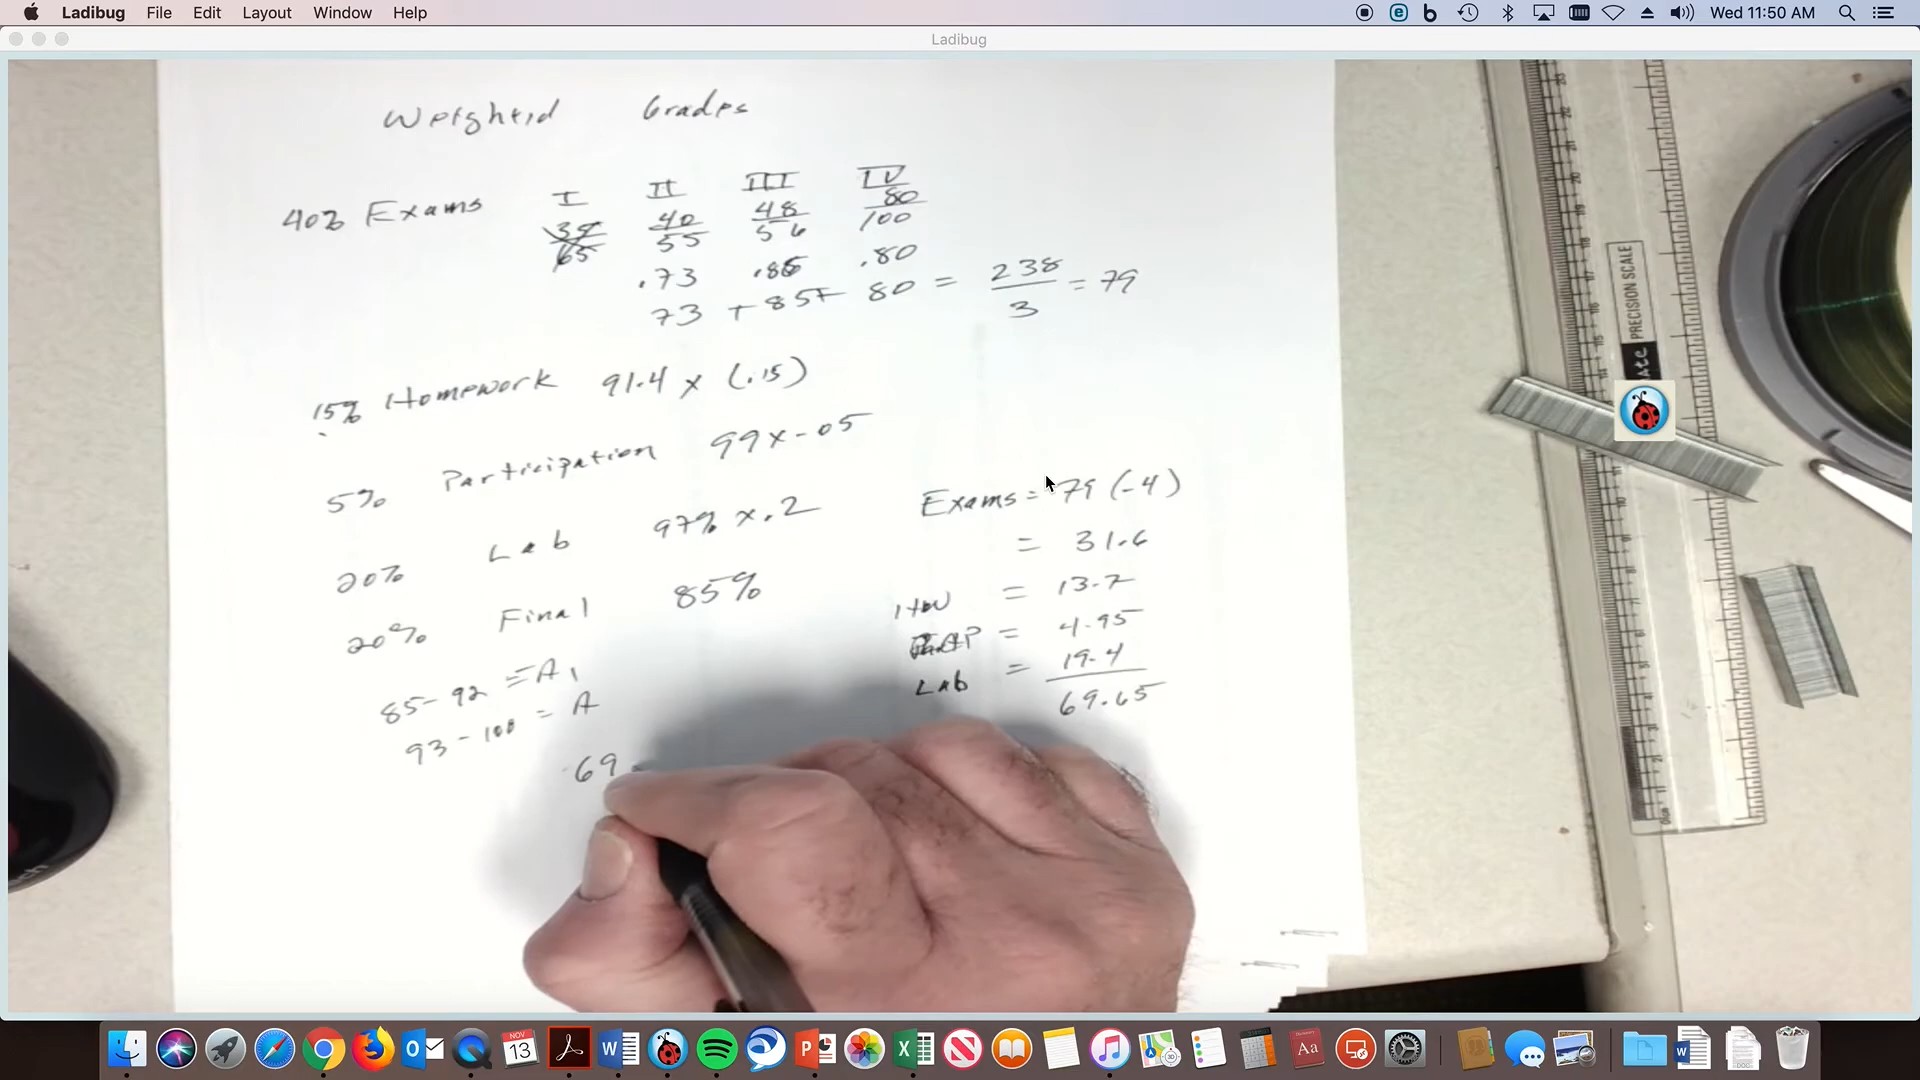 Ladibug File Edit Layout Window Help Wed 11:50 AM
Ladibug
Weighted Grades
I II III IV
40% Exams 40/55 48/56 80/100
.73 .80
73 + 85 + 80 = 238/3 = 79
15% Homework 91.4 x (.15)
5% Participation 99 x .05
20% Lab 97% x .2
20% Final 85%
85-92 = A
93-100 = A
69
Exams = 79 (.4)
= 31.6
HW = 13.7
Part P = 4.95
Lab = 19.4
69.65
PRECISION SCALE
NOV
13